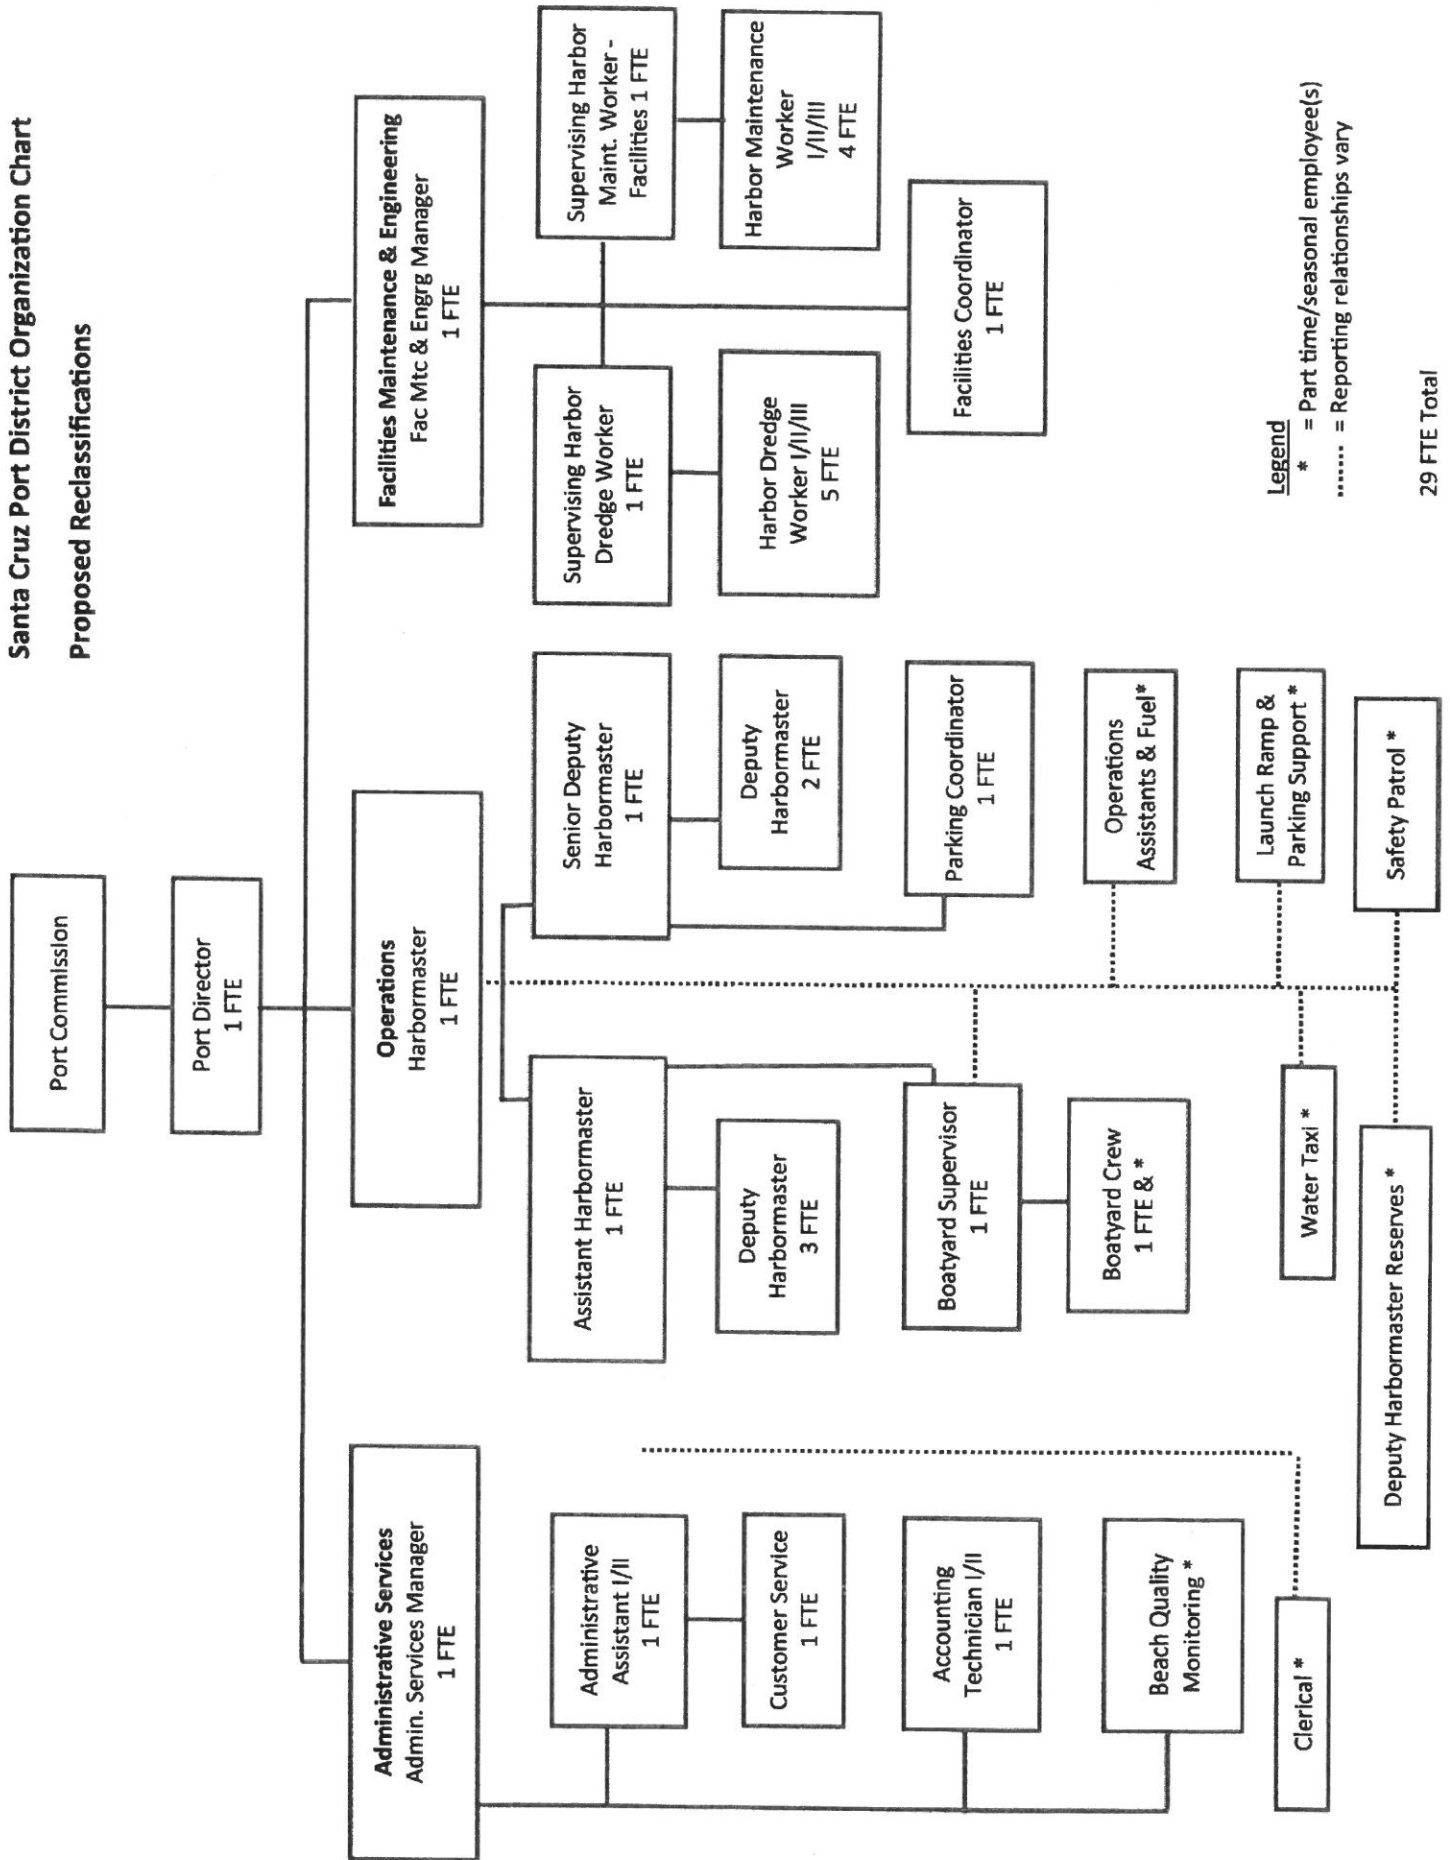 Santa Cruz Port District Organization Chart
Proposed Reclassifications
Port Commission
Port Director
1 FTE
Administrative Services
Admin. Services Manager
1 FTE
Operations
Harbormaster
1 FTE
Facilities Maintenance & Engineering
Fac Mtc & Engrg Manager
1 FTE
Administrative
Assistant I/II
1 FTE
Customer Service
1 FTE
Accounting
Technician I/II
1 FTE
Beach Quality
Monitoring *
Clerical *
Assistant Harbormaster
1 FTE
Deputy
Harbormaster
3 FTE
Boatyard Supervisor
1 FTE
Boatyard Crew
1 FTE & *
Water Taxi *
Deputy Harbormaster Reserves *
Senior Deputy
Harbormaster
1 FTE
Deputy
Harbormaster
2 FTE
Parking Coordinator
1 FTE
Operations
Assistants & Fuel*
Launch Ramp &
Parking Support *
Safety Patrol *
Supervising Harbor
Dredge Worker
1 FTE
Harbor Dredge
Worker I/II/III
5 FTE
Supervising Harbor
Maint. Worker -
Facilities 1 FTE
Harbor Maintenance
Worker
I/II/III
4 FTE
Facilities Coordinator
1 FTE
Legend
* = Part time/seasonal employee(s)
...... = Reporting relationships vary
29 FTE Total